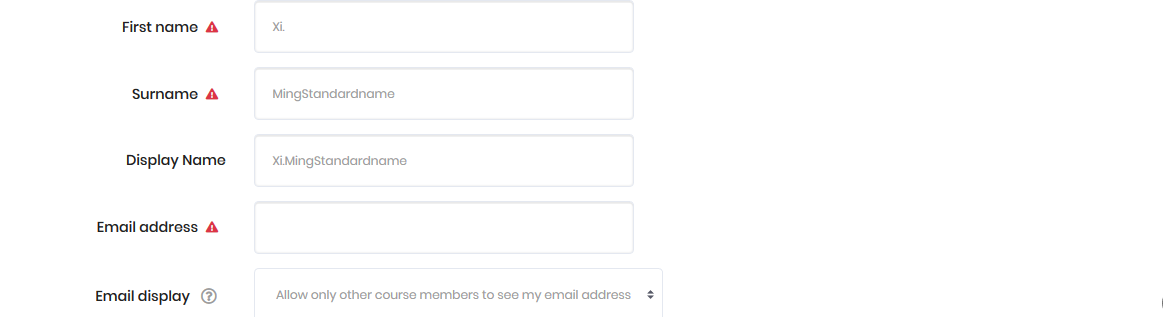 First name Xi.
Surname MingStandardname
Display Name Xi.MingStandardname
Email address
Email display Allow only other course members to see my email address